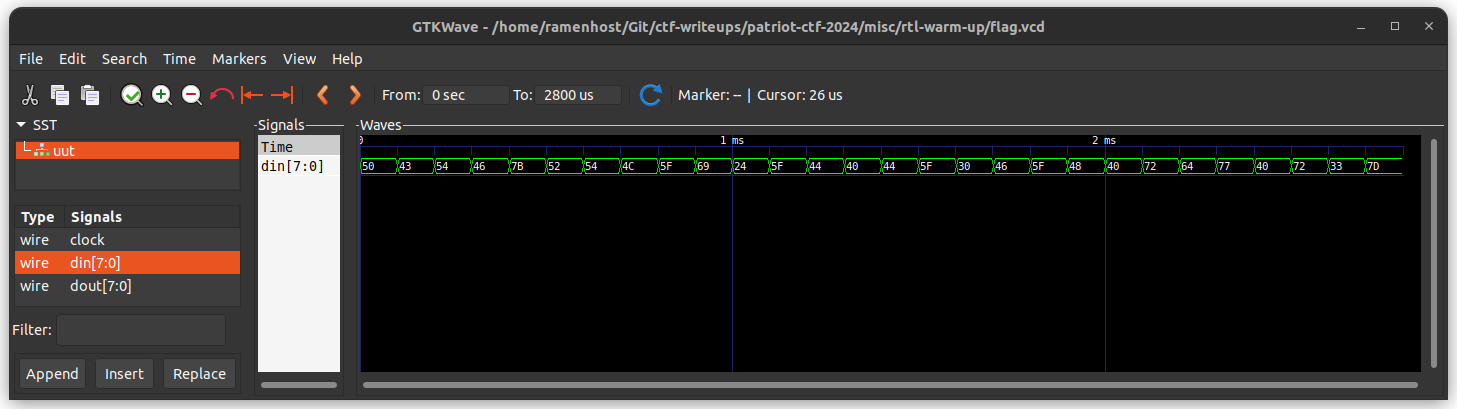 GTKWave - /home/ramenhost/Git/ctf-writeups/patriot-ctf-2024/misc/rtl-warm-up/flag.vcd
File Edit Search Time Markers View Help
From: 0 sec To: 2800 us Marker: -- | Cursor: 26 us
SST
uut
Type Signals
wire clock
wire din[7:0]
wire dout[7:0]
Filter:
Append Insert Replace
Signals
Time
din[7:0]
Waves
0 1 ms 2 ms
50 43 54 46 7B 52 54 4C 5F 69 24 5F 44 40 44 5F 30 46 5F 48 40 72 64 77 40 72 33 7D